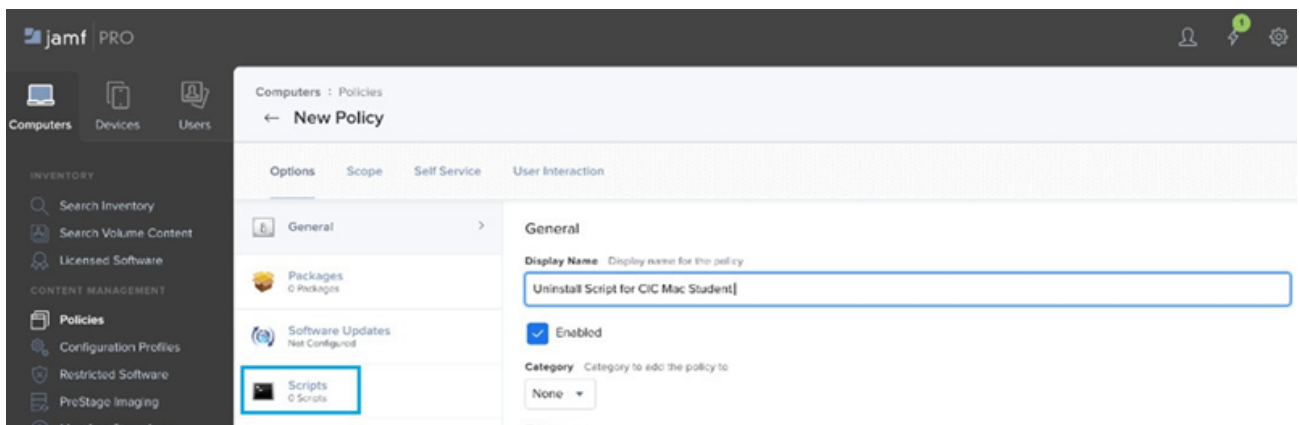 jamf PRO
1
Computers
Devices
Users
INVENTORY
Search Inventory
Search Volume Content
Licensed Software
CONTENT MANAGEMENT
Policies
Configuration Profiles
Restricted Software
PreStage Imaging
Computers : Policies
← New Policy
Options
Scope
Self Service
User Interaction
General
Packages
0 Packages
Software Updates
Not Configured
Scripts
0 Scripts
General
Display Name Display name for the policy
Uninstall Script for CIC Mac Student
Enabled
Category Category to add the policy to
None